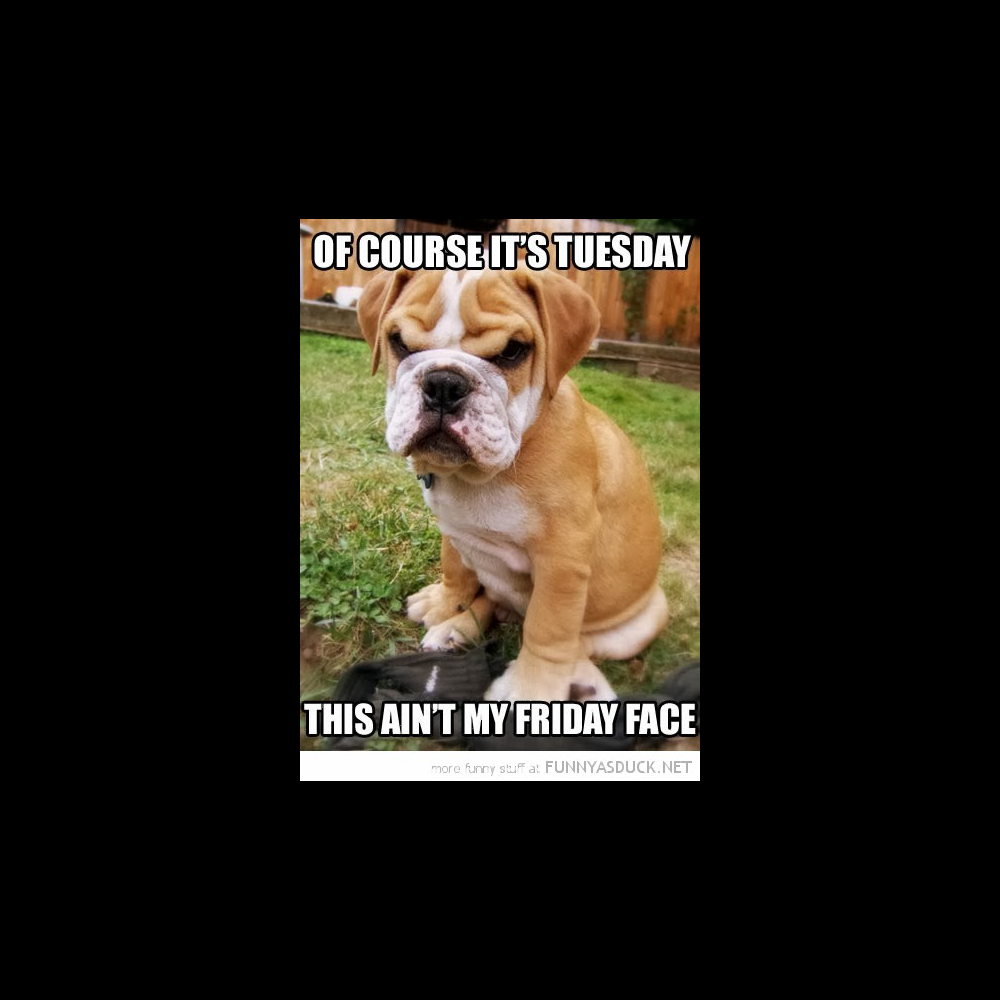 OF COURSE IT'S TUESDAY
THIS AIN'T MY FRIDAY FACE
more funny stuff at FUNNYASDUCK.NET